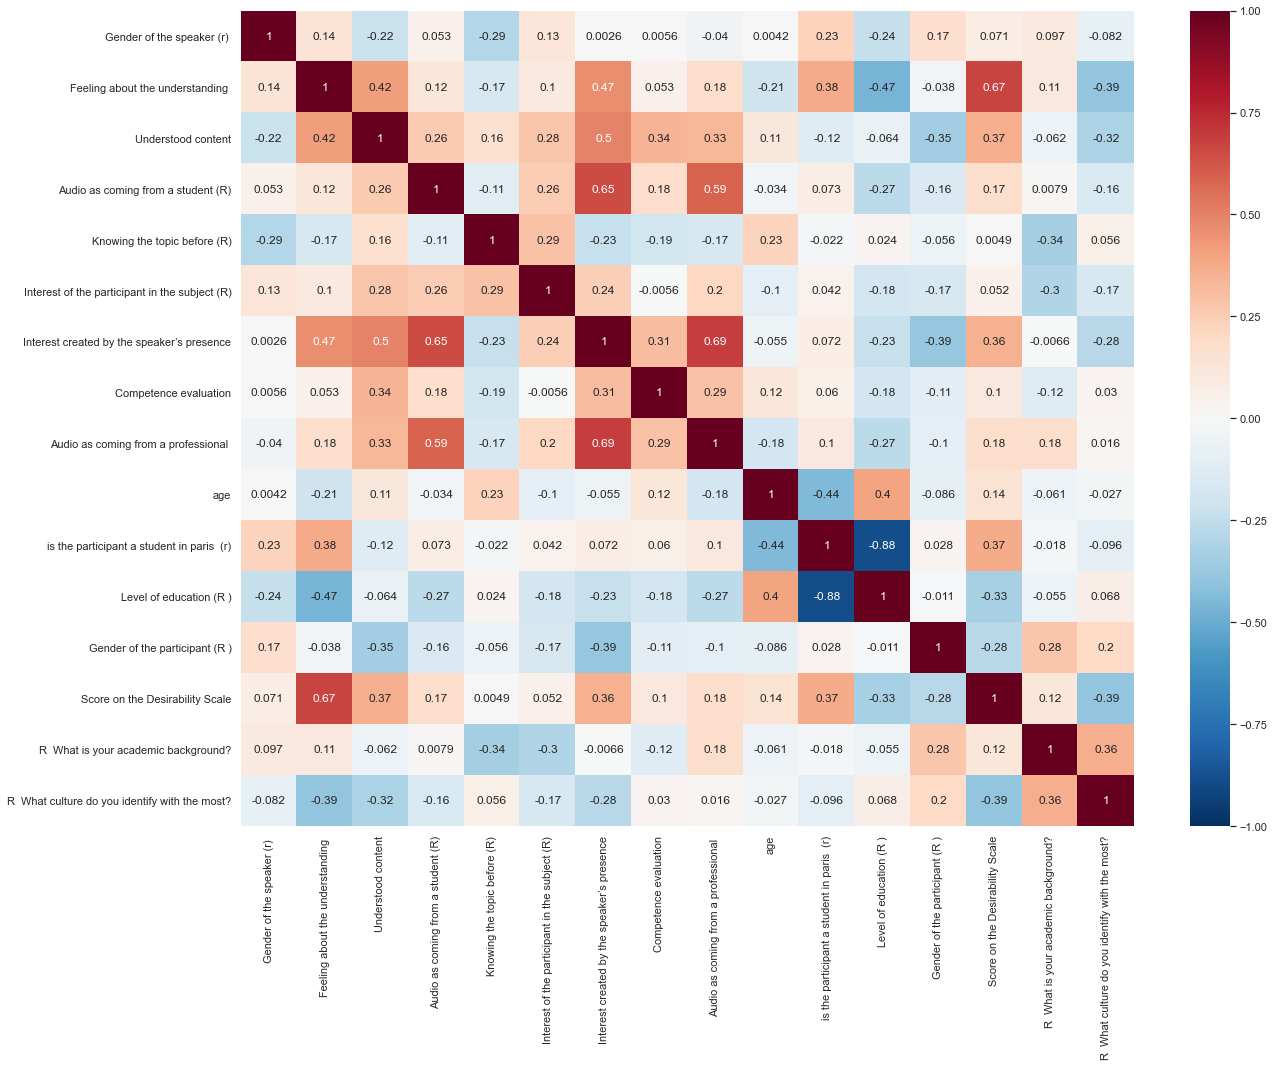 Gender of the speaker (r) 1 0.14 -0.22 0.053 -0.29 0.13 0.0026 0.0056 -0.04 0.0042 0.23 -0.24 0.17 0.071 0.097 -0.082
Feeling about the understanding 0.14 1 0.42 0.12 -0.17 0.1 0.47 0.053 0.18 -0.21 0.38 -0.47 -0.038 0.67 0.11 -0.39
Understood content -0.22 0.42 1 0.26 0.16 0.28 0.5 0.34 0.33 0.11 -0.12 -0.064 -0.35 0.37 -0.062 -0.32
Audio as coming from a student (R) 0.053 0.12 0.26 1 -0.11 0.26 0.65 0.18 0.59 -0.034 0.073 -0.27 -0.16 0.17 0.0079 -0.16
Knowing the topic before (R) -0.29 -0.17 0.16 -0.11 1 0.29 -0.23 -0.19 -0.17 0.23 -0.022 0.024 -0.056 0.0049 -0.34 0.056
Interest of the participant in the subject (R) 0.13 0.1 0.28 0.26 0.29 1 0.24 -0.0056 0.2 -0.1 0.042 -0.18 -0.17 0.052 -0.3 -0.17
Interest created by the speaker’s presence 0.0026 0.47 0.5 0.65 -0.23 0.24 1 0.31 0.69 -0.055 0.072 -0.23 -0.39 0.36 -0.0066 -0.28
Competence evaluation 0.0056 0.053 0.34 0.18 -0.19 -0.0056 0.31 1 0.29 0.12 0.06 -0.18 -0.11 0.1 -0.12 0.03
Audio as coming from a professional -0.04 0.18 0.33 0.59 -0.17 0.2 0.69 0.29 1 -0.18 0.1 -0.27 -0.1 0.18 0.18 0.016
age 0.0042 -0.21 0.11 -0.034 0.23 -0.1 -0.055 0.12 -0.18 1 -0.44 0.4 -0.086 0.14 -0.061 -0.027
is the participant a student in paris (r) 0.23 0.38 -0.12 0.073 -0.022 0.042 0.072 0.06 0.1 -0.44 1 -0.88 0.028 0.37 -0.018 -0.096
Level of education (R ) -0.24 -0.47 -0.064 -0.27 0.024 -0.18 -0.23 -0.18 -0.27 0.4 -0.88 1 -0.011 -0.33 -0.055 0.068
Gender of the participant (R ) 0.17 -0.038 -0.35 -0.16 -0.056 -0.17 -0.39 -0.11 -0.1 -0.086 0.028 -0.011 1 -0.28 0.28 0.2
Score on the Desirability Scale 0.071 0.67 0.37 0.17 0.0049 0.052 0.36 0.1 0.18 0.14 0.37 -0.33 -0.28 1 0.12 -0.39
R What is your academic background? 0.097 0.11 -0.062 0.0079 -0.34 -0.3 -0.0066 -0.12 0.18 -0.061 -0.018 -0.055 0.28 0.12 1 0.36
R What culture do you identify with the most? -0.082 -0.39 -0.32 -0.16 0.056 -0.17 -0.28 0.03 0.016 -0.027 -0.096 0.068 0.2 -0.39 0.36 1
Gender of the speaker (r)
Feeling about the understanding
Understood content
Audio as coming from a student (R)
Knowing the topic before (R)
Interest of the participant in the subject (R)
Interest created by the speaker’s presence
Competence evaluation
Audio as coming from a professional
age
is the participant a student in paris (r)
Level of education (R )
Gender of the participant (R )
Score on the Desirability Scale
R What is your academic background?
R What culture do you identify with the most?
1.00
0.75
0.50
0.25
0.00
−0.25
−0.50
−0.75
−1.00